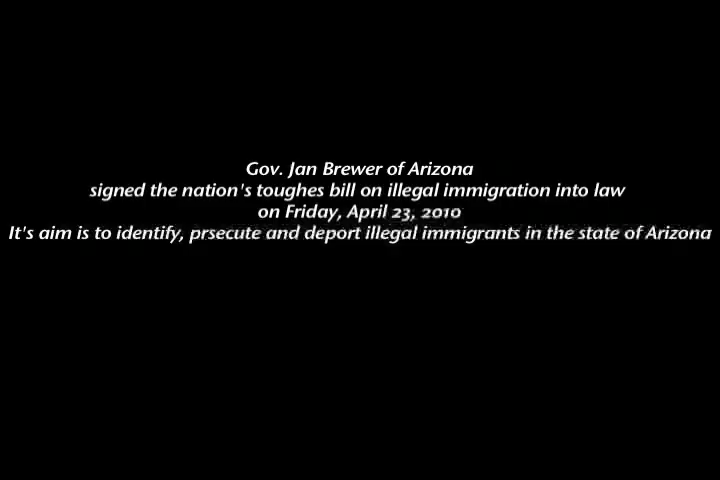 Gov. Jan Brewer of Arizona
signed the nation's toughes bill on illegal immigration into law
on Friday, April 23, 2010
It's aim is to identify, prsecute and deport illegal immigrants in the state of Arizona